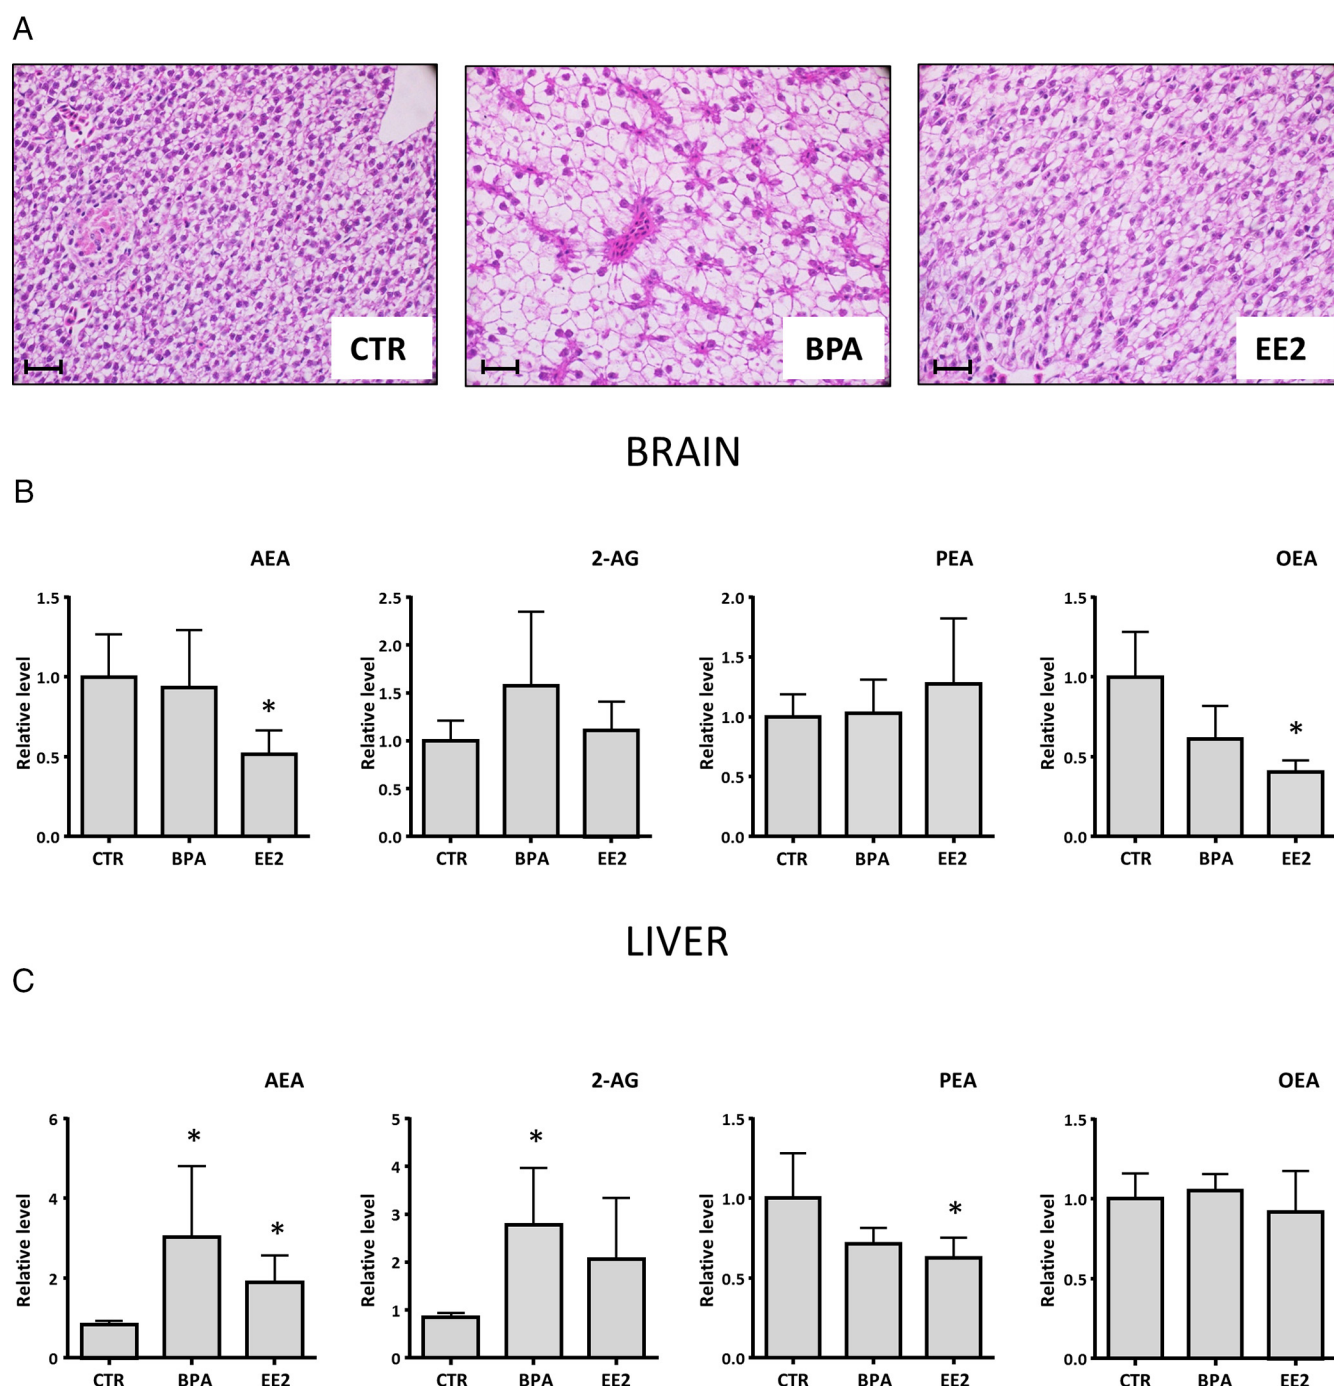 A
CTR
BPA
EE2
BRAIN
B
AEA
2-AG
PEA
OEA
Relative level
1.5
1.0
0.5
0.0
CTR BPA EE2
Relative level
2.5
2.0
1.5
1.0
0.5
0.0
CTR BPA EE2
Relative level
2.0
1.5
1.0
0.5
0.0
CTR BPA EE2
Relative level
1.5
1.0
0.5
0.0
CTR BPA EE2
*
*
LIVER
C
AEA
2-AG
PEA
OEA
Relative level
6
4
2
0
CTR BPA EE2
*
*
Relative level
5
4
3
2
1
0
CTR BPA EE2
*
Relative level
1.5
1.0
0.5
0.0
CTR BPA EE2
*
Relative level
1.5
1.0
0.5
0.0
CTR BPA EE2